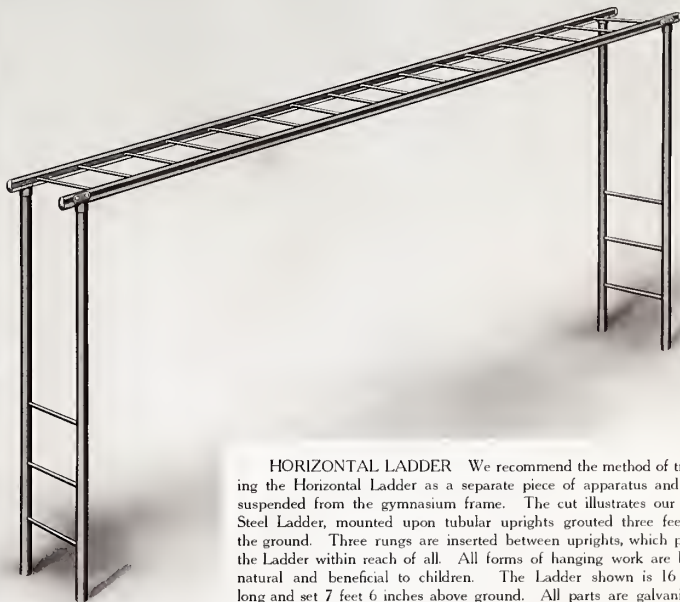 HORIZONTAL LADDER We recommend the method of
ing the Horizontal Ladder as a separate piece of apparatus and
suspended from the gymnasium frame. The cut illustrates our
Steel Ladder, mounted upon tubular uprights grouted three
the ground. Three rungs are inserted between uprights, which
the Ladder within reach of all. All forms of hanging work are
natural and beneficial to children. The Ladder shown is 16
long and set 7 feet 6 inches above ground. All parts are